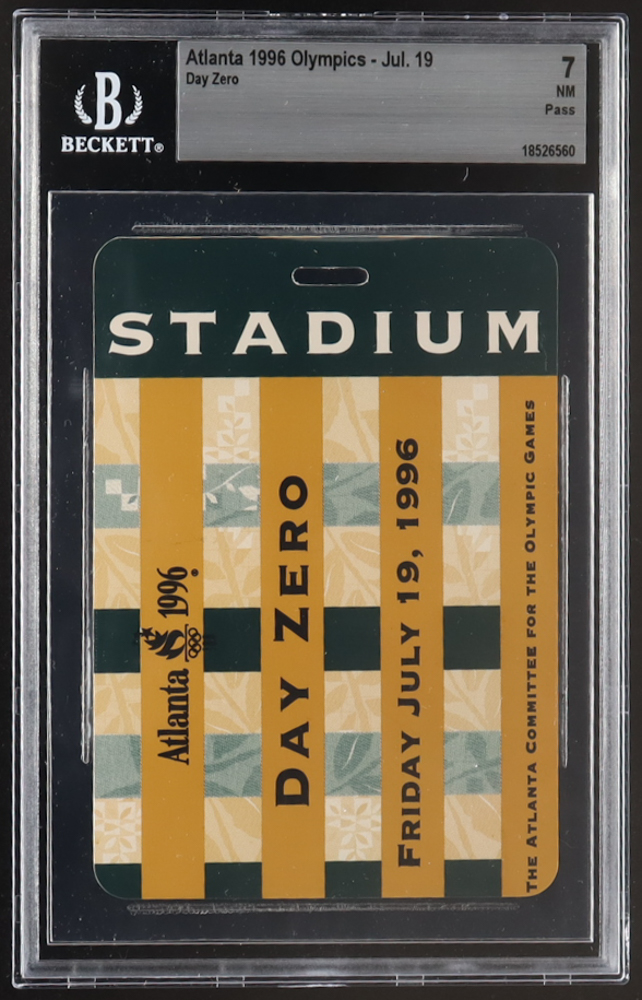 B
BECKETT®
Atlanta 1996 Olympics - Jul. 19
Day Zero
7
NM
Pass
18526560
STADIUM
Atlanta 1996
DAY ZERO
FRIDAY JULY 19, 1996
THE ATLANTA COMMITTEE FOR THE OLYMPIC GAMES